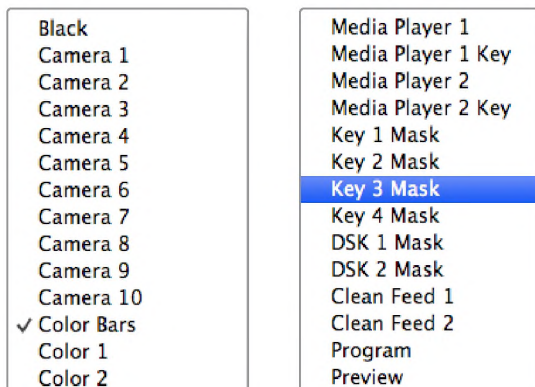 Black
Camera 1
Camera 2
Camera 3
Camera 4
Camera 5
Camera 6
Camera 7
Camera 8
Camera 9
Camera 10
✓ Color Bars
Color 1
Color 2
Media Player 1
Media Player 1 Key
Media Player 2
Media Player 2 Key
Key 1 Mask
Key 2 Mask
Key 3 Mask
Key 4 Mask
DSK 1 Mask
DSK 2 Mask
Clean Feed 1
Clean Feed 2
Program
Preview